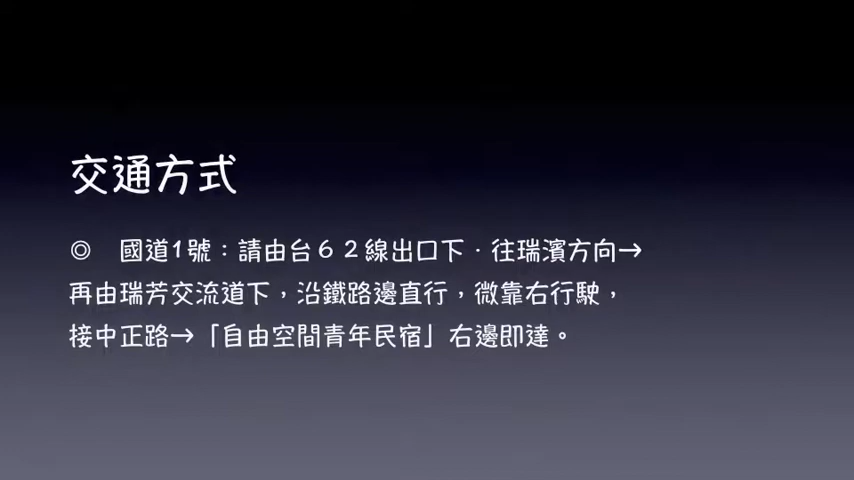 交通方式
◎　國道1號：請由台６２線出口下．往瑞濱方向→
再由瑞芳交流道下，沿鐵路邊直行，微靠右行駛，
接中正路→「自由空間青年民宿」右邊即達。